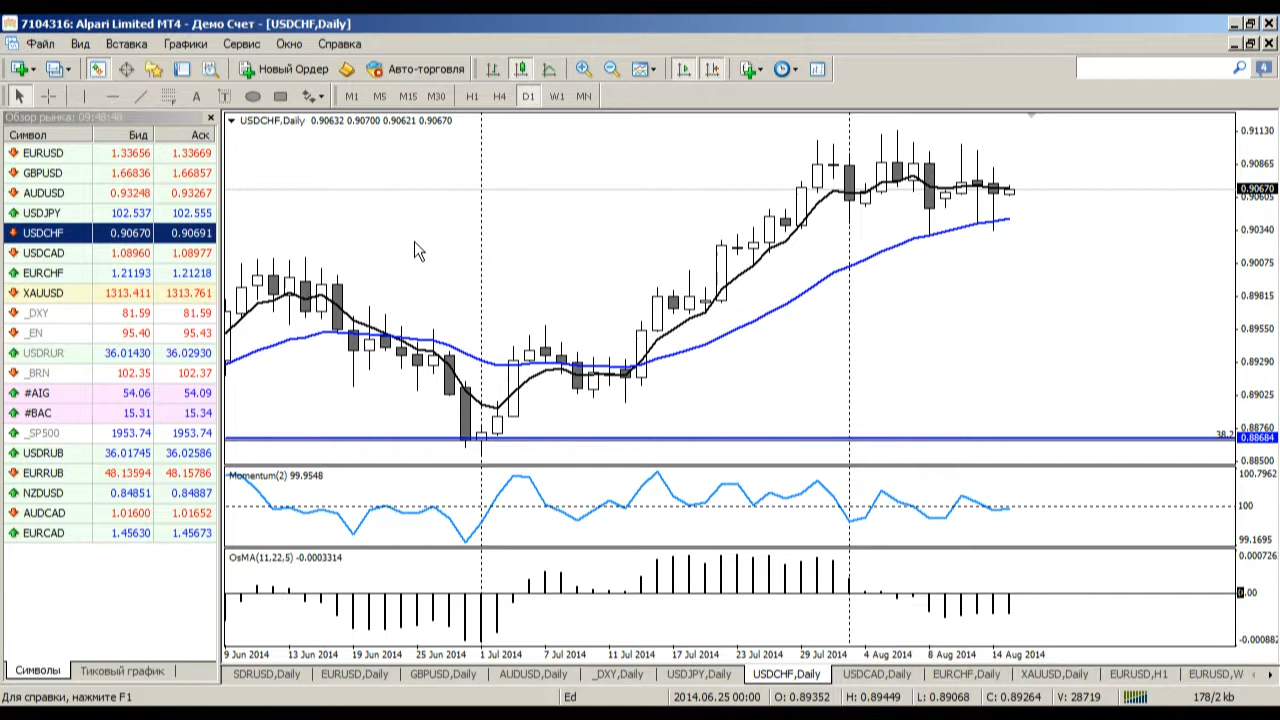 7104316: Alpari Limited MT4 - Демо Счет - [USDCHF,Daily]
Файл Вид Вставка Графики Сервис Окно Справка
Новый Ордер Авто-торговля
A T M1 M5 M15 M30 H1 H4 D1 W1 MN
Обзор рынка: 09:48:48
Символ Бид Аск
EURUSD 1.33656 1.33669
GBPUSD 1.66836 1.66857
AUDUSD 0.93248 0.93265
USDJPY 102.537 102.555
USDCHF 0.90670 0.90691
USDCAD 1.08960 1.08977
EURCHF 1.21193 1.21218
XAUUSD 1313.411 1313.761
_DXY 81.59 81.59
_EN 95.40 95.43
USDRUR 36.01430 36.02930
_BRN 102.35 102.37
#AIG 54.06 54.09
#BAC 15.31 15.34
_SP500 1953.74 1953.74
USDRUB 36.01745 36.02586
EURRUB 48.13594 48.15786
NZDUSD 0.84851 0.84887
AUDCAD 1.01600 1.01652
EURCAD 1.45630 1.45673
Символы Тиковый график
USDCHF,Daily 0.90632 0.90700 0.90621 0.90670
0.91130
0.90865
0.90670
0.90605
0.90340
0.90075
0.89815
0.89550
0.89290
0.89025
0.88760
38.2
0.88684
0.88500
Momentum(2) 99.9548
100.7962
100
99.1695
OsMA(11,22,5) -0.0003314
0.000726
0.00
-0.000882
9 Jun 2014 13 Jun 2014 19 Jun 2014 25 Jun 2014 1 Jul 2014 7 Jul 2014 11 Jul 2014 17 Jul 2014 23 Jul 2014 29 Jul 2014 4 Aug 2014 8 Aug 2014 14 Aug 2014
SDRUSD,Daily EURUSD,Daily GBPUSD,Daily AUDUSD,Daily _DXY,Daily USDJPY,Daily USDCHF,Daily USDCAD,Daily EURCHF,Daily XAUUSD,Daily EURUSD,H1 EURUSD,W
Для справки, нажмите F1 Ed 2014.06.25 00:00 O: 0.89352 H: 0.89449 L: 0.89068 C: 0.89264 V: 28719 178/2 kb